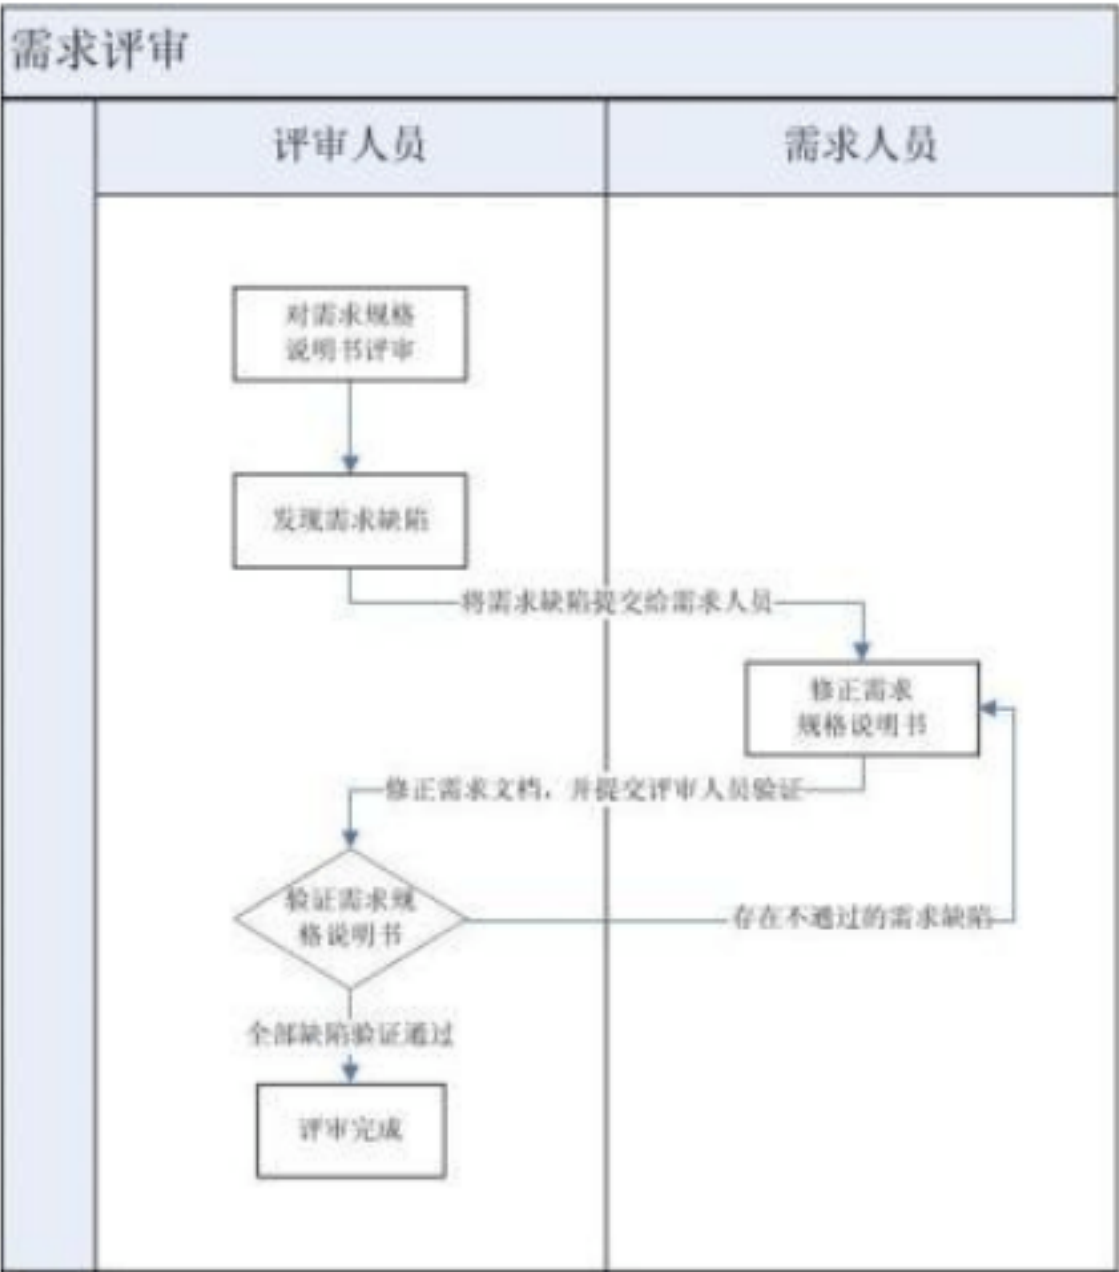 需求评审
评审人员
需求人员
对需求规格
说明书评审
发现需求缺陷
将需求缺陷提交给需求人员
修正需求
规格说明书
修正需求文档，并提交评审人员验证
验证需求规
格说明书
存在不通过的需求缺陷
全部缺陷验证通过
评审完成